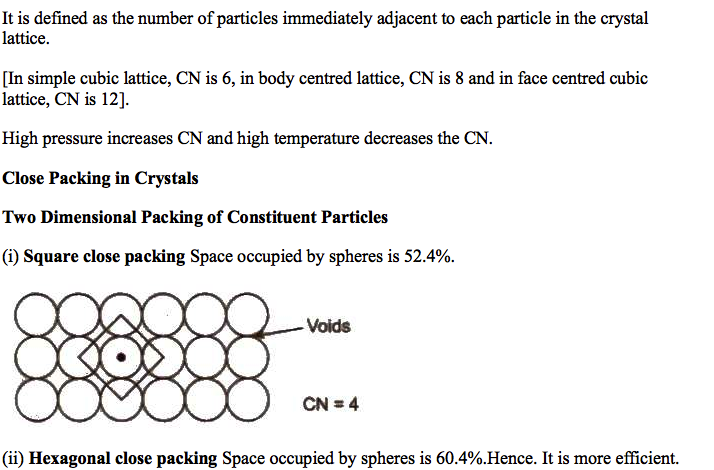 It is defined as the number of particles immediately adjacent to each particle in the crystal
lattice.
[In simple cubic lattice, CN is 6, in body centred lattice, CN is 8 and in face centred cubic
lattice, CN is 12].
High pressure increases CN and high temperature decreases the CN.
Close Packing in Crystals
Two Dimensional Packing of Constituent Particles
(i) Square close packing Space occupied by spheres is 52.4%.
Voids
CN = 4
(ii) Hexagonal close packing Space occupied by spheres is 60.4%.Hence. It is more efficient.